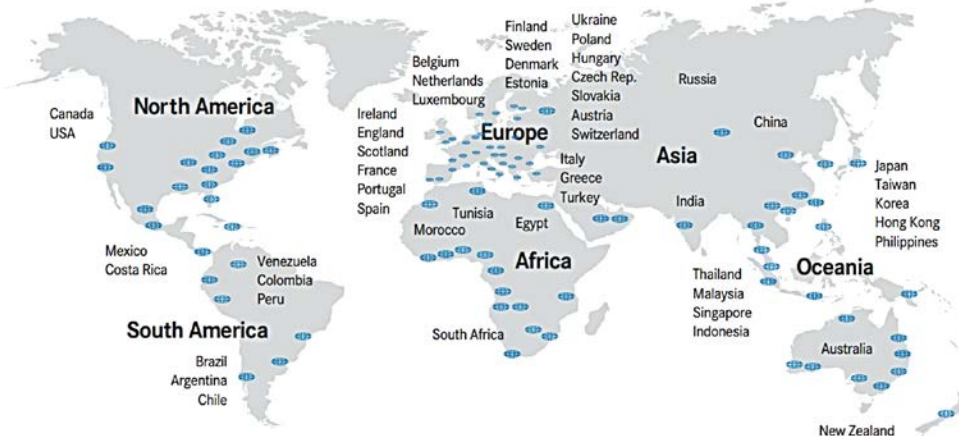 North America
Canada
USA
Mexico
Costa Rica
Venezuela
Colombia
Peru
South America
Brazil
Argentina
Chile
Belgium
Netherlands
Luxembourg
Finland
Sweden
Denmark
Estonia
Ukraine
Poland
Hungary
Czech Rep.
Slovakia
Austria
Switzerland
Ireland
England
Scotland
France
Portugal
Spain
Europe
Italy
Greece
Turkey
Tunisia
Morocco
Egypt
Africa
South Africa
Russia
China
Asia
India
Japan
Taiwan
Korea
Hong Kong
Philippines
Thailand
Malaysia
Singapore
Indonesia
Oceania
Australia
New Zealand